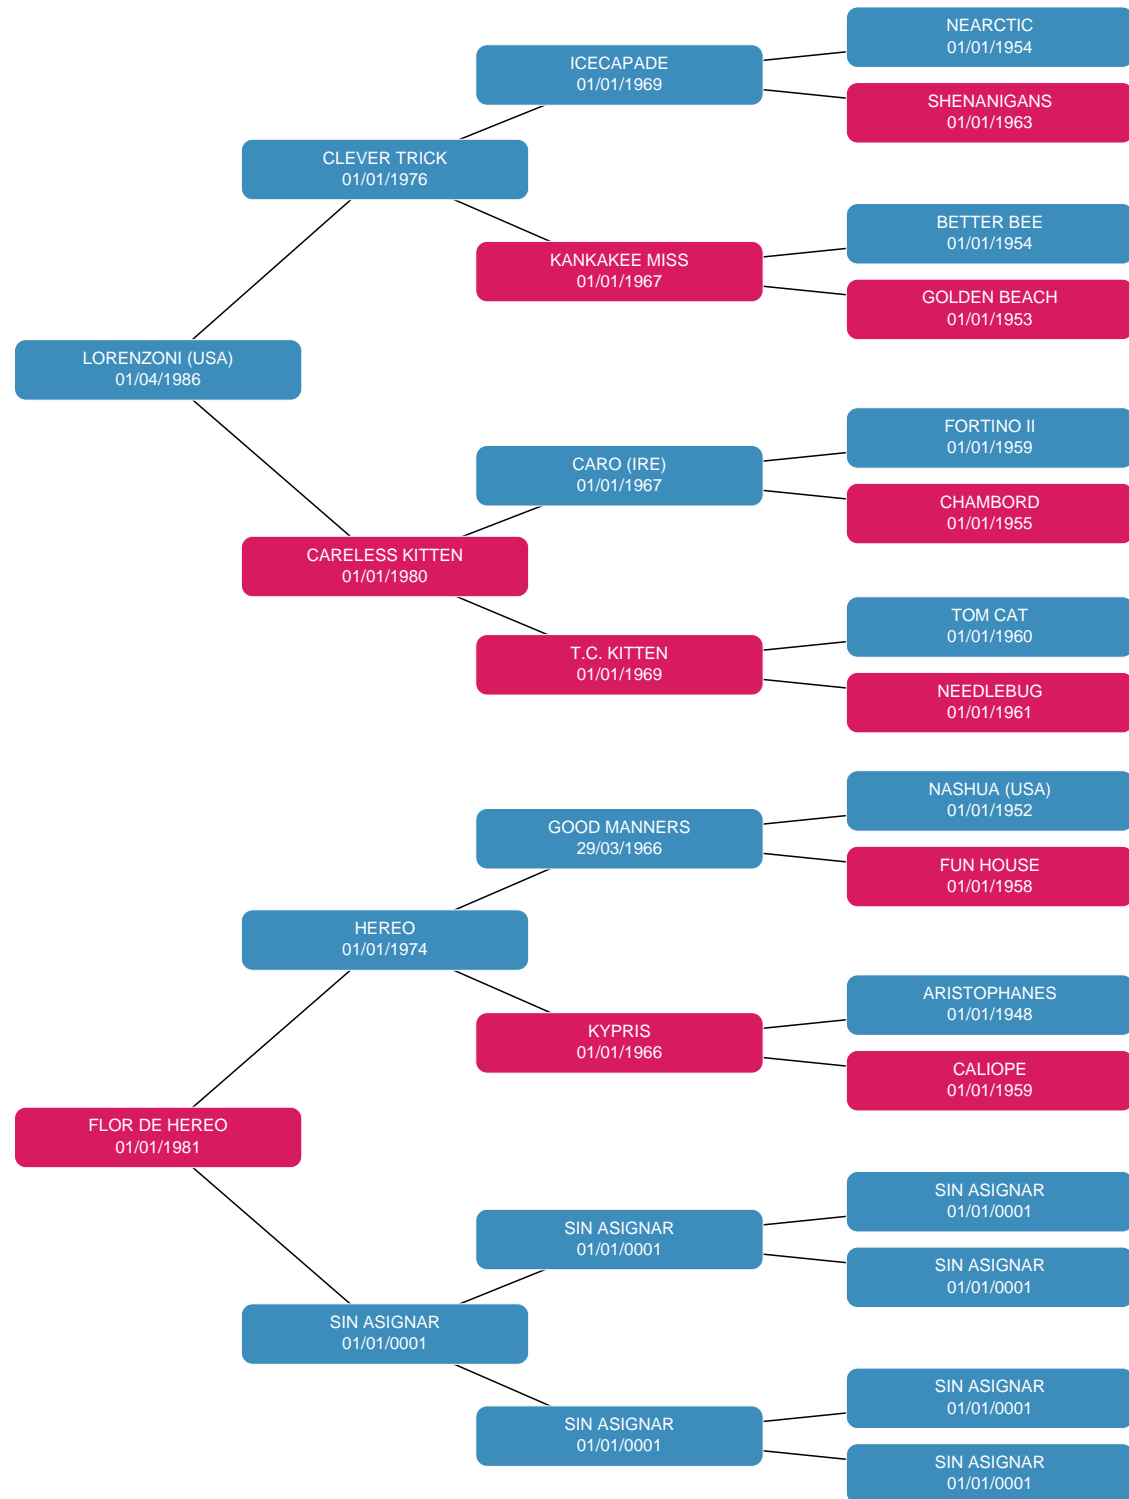 NEARCTIC
01/01/1954
ICECAPADE
01/01/1969
SHENANIGANS
01/01/1963
CLEVER TRICK
01/01/1976
BETTER BEE
01/01/1954
KANKAKEE MISS
01/01/1967
GOLDEN BEACH
01/01/1953
LORENZONI (USA)
01/04/1986
FORTINO II
01/01/1959
CARO (IRE)
01/01/1967
CHAMBORD
01/01/1955
CARELESS KITTEN
01/01/1980
TOM CAT
01/01/1960
T.C. KITTEN
01/01/1969
NEEDLEBUG
01/01/1961
NASHUA (USA)
01/01/1952
GOOD MANNERS
29/03/1966
FUN HOUSE
01/01/1958
HEREO
01/01/1974
ARISTOPHANES
01/01/1948
KYPRIS
01/01/1966
CALIOPE
01/01/1959
FLOR DE HEREO
01/01/1981
SIN ASIGNAR
01/01/0001
SIN ASIGNAR
01/01/0001
SIN ASIGNAR
01/01/0001
SIN ASIGNAR
01/01/0001
SIN ASIGNAR
01/01/0001
SIN ASIGNAR
01/01/0001
SIN ASIGNAR
01/01/0001